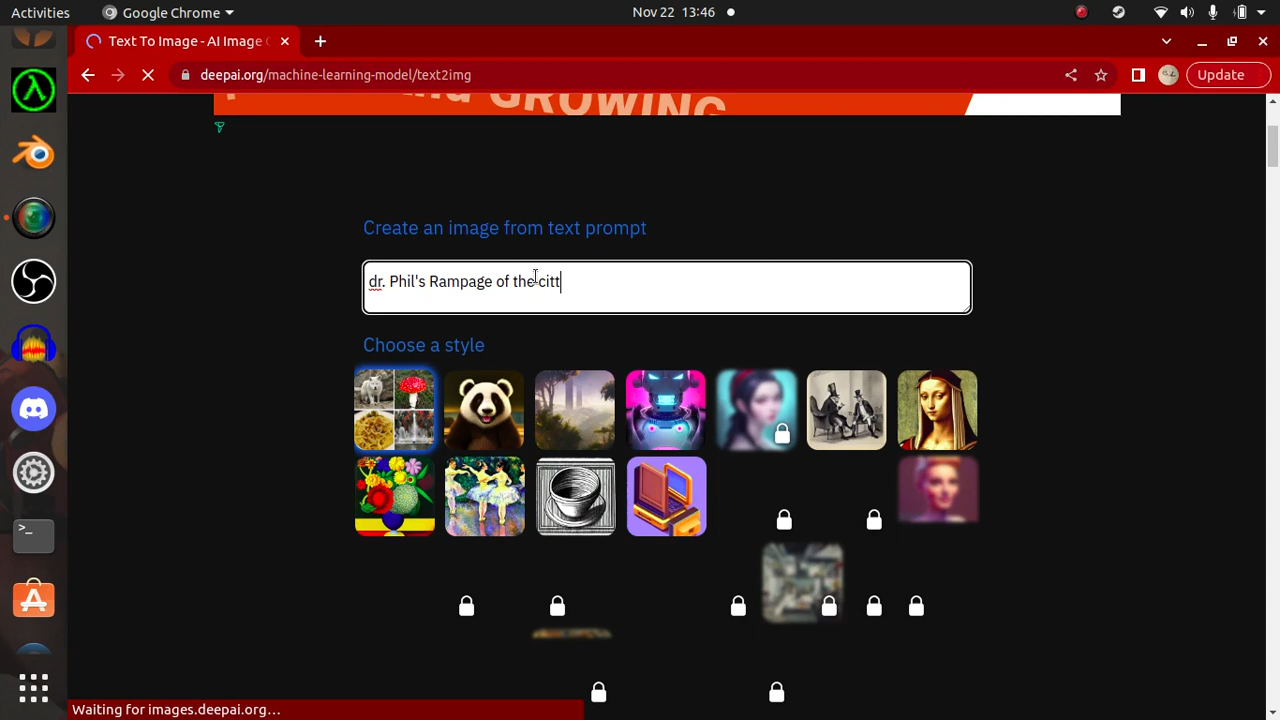 Activities Google Chrome Nov 22 13:46
Text To Image - AI Image
deepai.org/machine-learning-model/text2img Update
and GROWING
Create an image from text prompt
dr. Phil's Rampage of the citt
Choose a style
>_
Waiting for images.deepai.org...